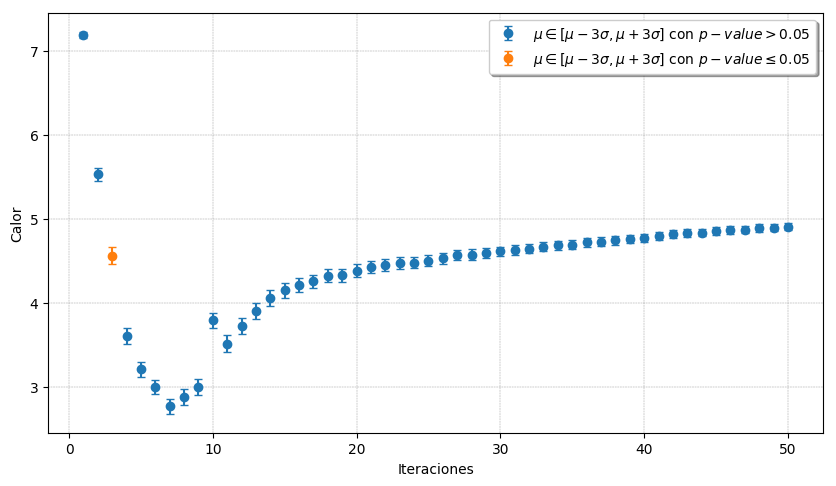 μ ∈ [μ − 3σ, μ + 3σ] con p − value > 0.05
μ ∈ [μ − 3σ, μ + 3σ] con p − value ≤ 0.05
7
6
5
4
3
Calor
0 10 20 30 40 50
Iteraciones